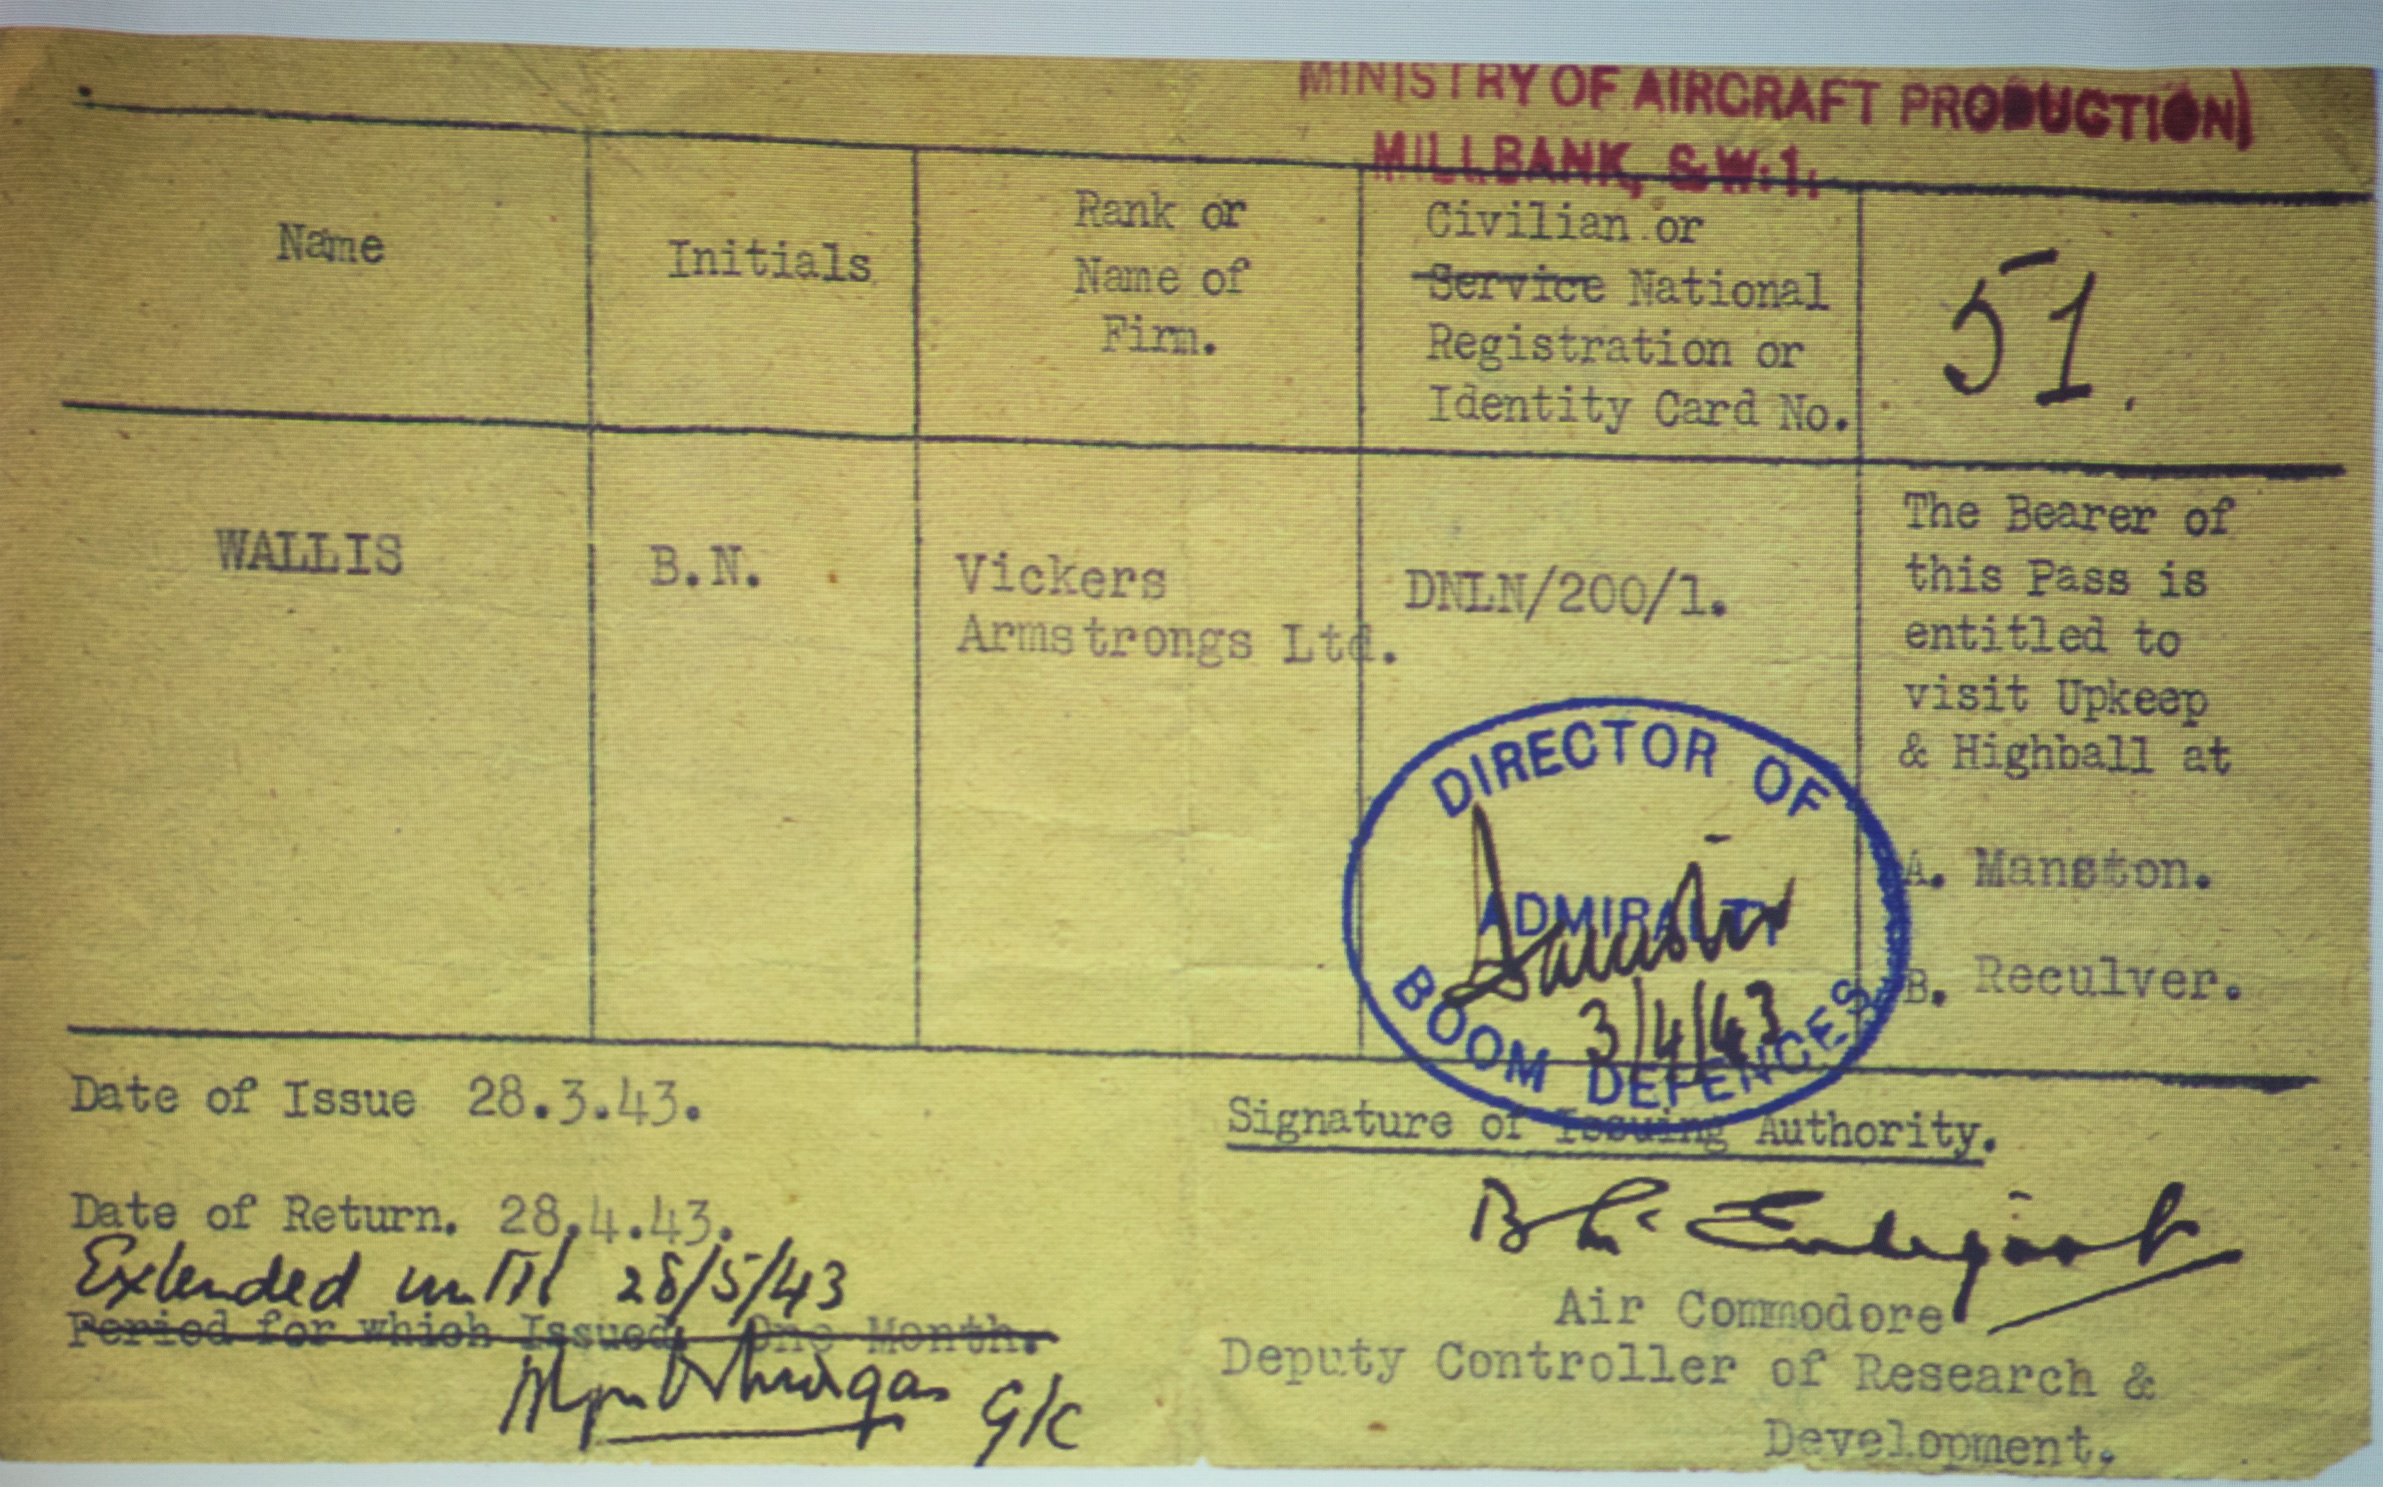 MINISTRY OF AIRCRAFT PRODUCTION
MILLBANK, S.W.1.
Name
Initials
Rank or
Name of
Firm.
Civilian or
Service National
Registration or
Identity Card No.
51.
WALLIS
B.N.
Vickers
Armstrongs Ltd.
DNLN/200/1.
The Bearer of
this Pass is
entitled to
visit Upkeep
& Highball at
A. Manston.
B. Reculver.
DIRECTOR OF
ADMIRALTY
3/4/43
BOOM DEFENCES
Date of Issue 28.3.43.
Date of Return. 28.4.43.
Extended until 28/5/43
Period for which Issued. One Month.
G/C
Signature of Issuing Authority.
Air Commodore
Deputy Controller of Research &
Development.